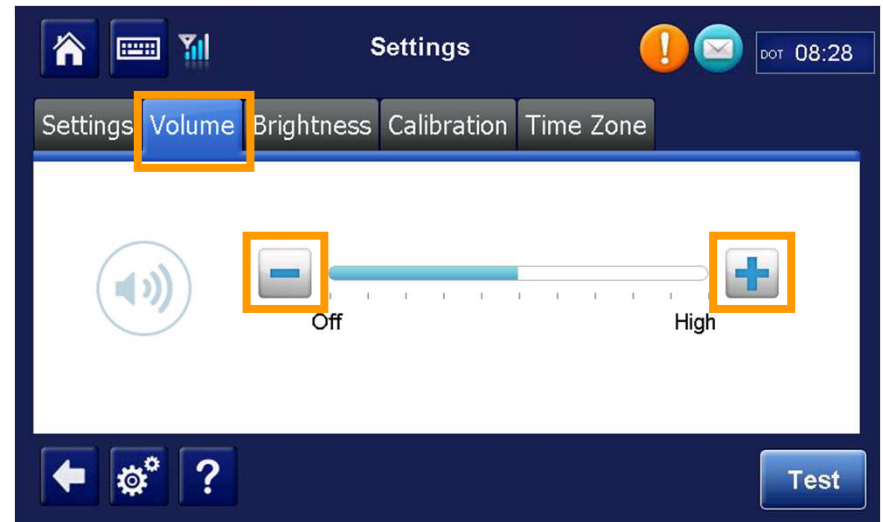 Settings
DOT 08:28
Settings Volume Brightness Calibration Time Zone
Off High
? Test